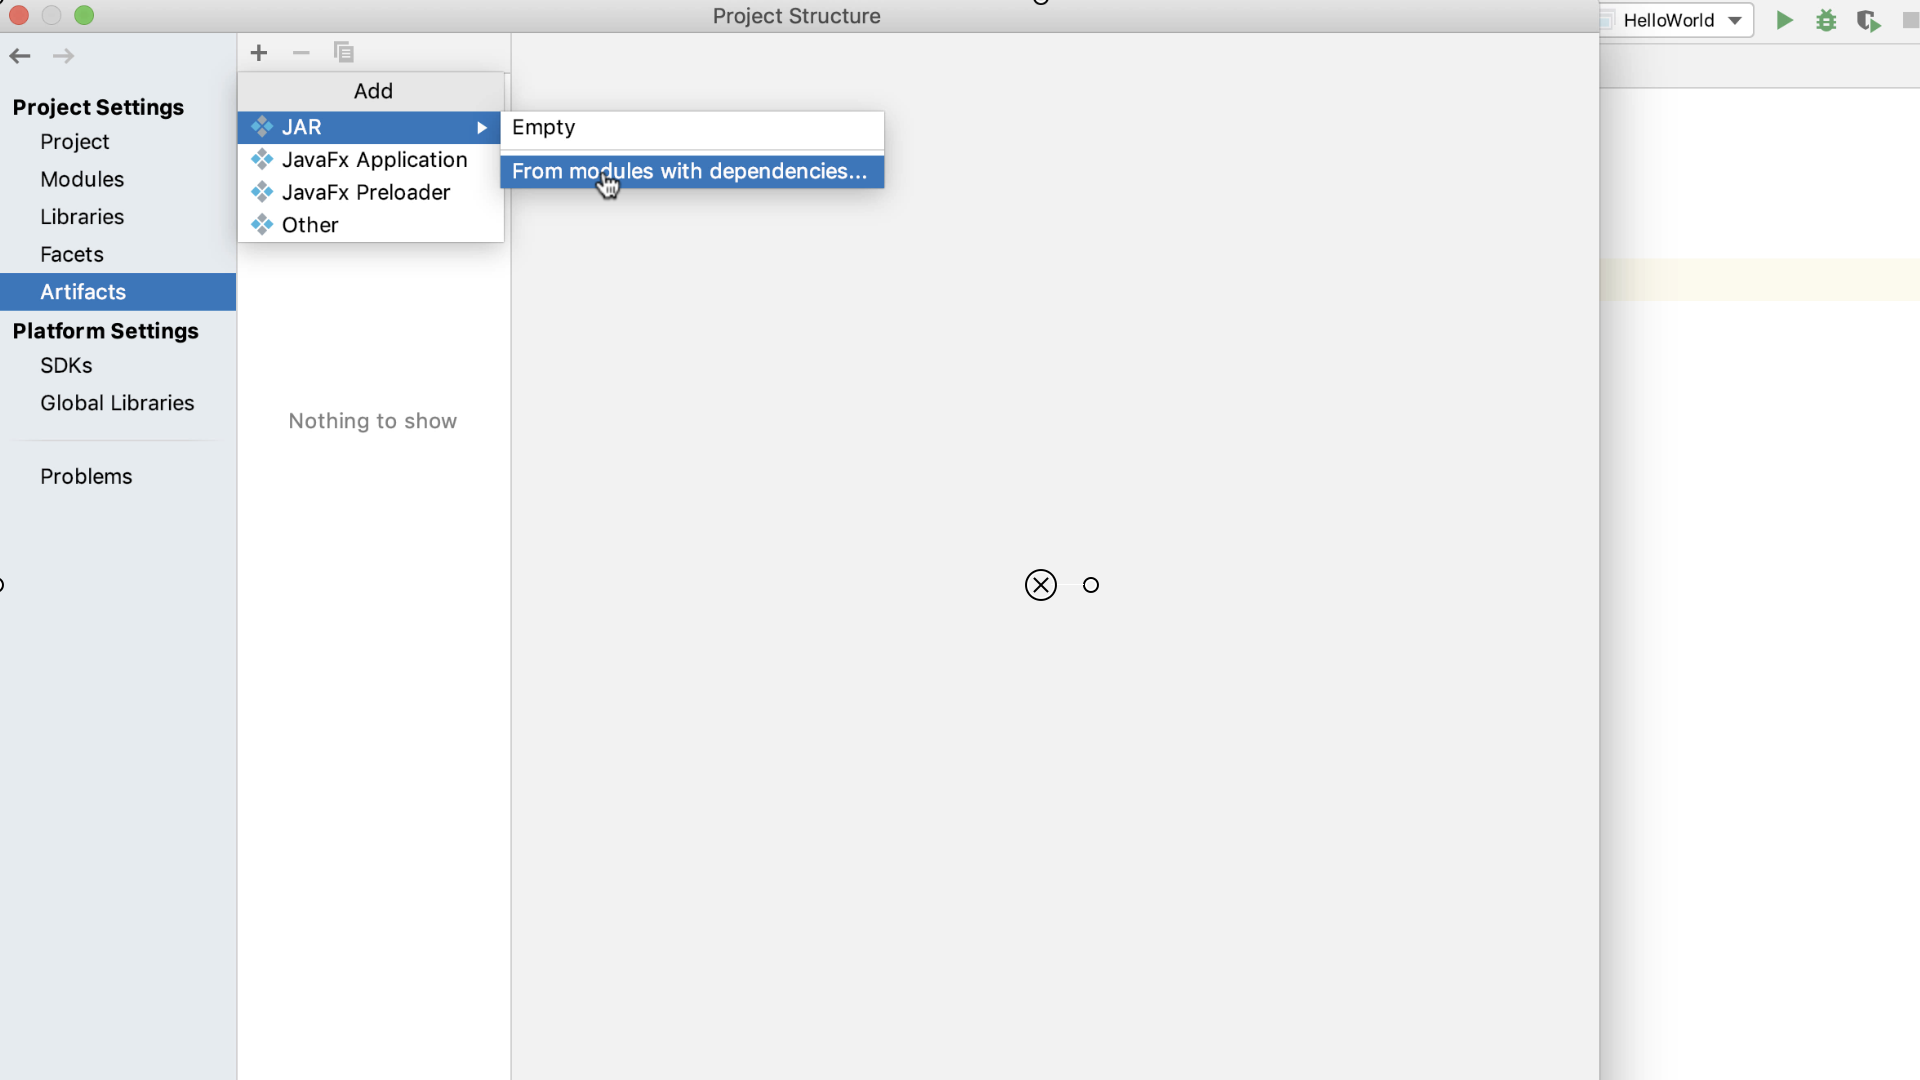 Project Structure
HelloWorld
Project Settings
Project
Modules
Libraries
Facets
Artifacts
Platform Settings
SDKs
Global Libraries
Problems
Add
JAR
JavaFx Application
JavaFx Preloader
Other
Empty
From modules with dependencies...
Nothing to show